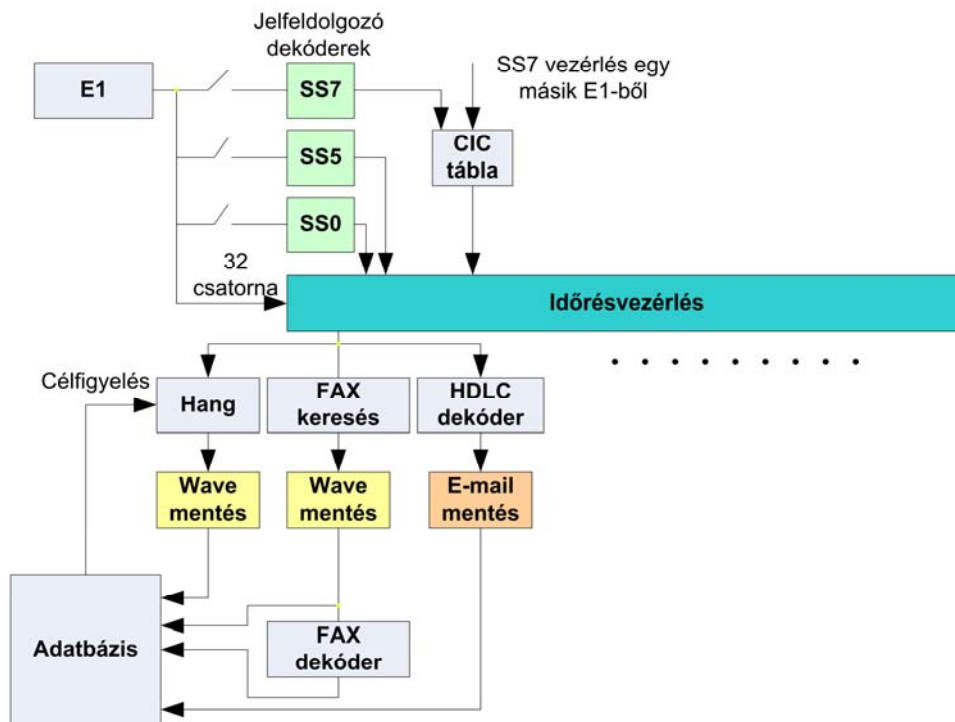 Jelfeldolgozó
dekóderek
E1
SS7
SS7 vezérlés egy
másik E1-ből
CIC
tábla
SS5
SS0
32
csatorna
Időrésvezérlés
Célfigyelés
Hang
FAX
keresés
HDLC
dekóder
Wave
mentés
Wave
mentés
E-mail
mentés
Adatbázis
FAX
dekóder